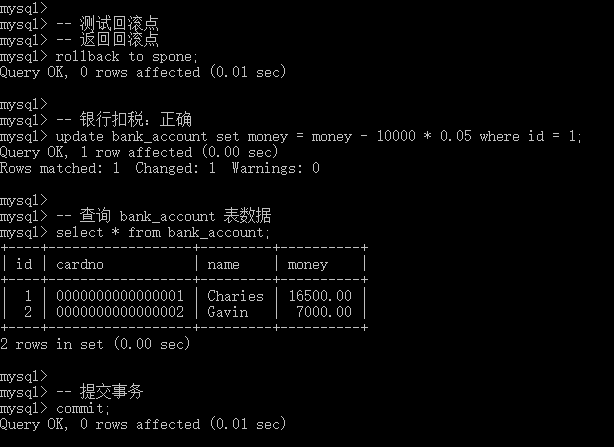 mysql>
mysql> -- 测试回滚点
mysql> -- 返回回滚点
mysql> rollback to spone;
Query OK, 0 rows affected (0.01 sec)
mysql>
mysql> -- 银行扣税：正确
mysql> update bank_account set money = money - 10000 * 0.05 where id = 1;
Query OK, 1 row affected (0.00 sec)
Rows matched: 1  Changed: 1  Warnings: 0
mysql>
mysql> -- 查询 bank_account 表数据
mysql> select * from bank_account;
+----+------------------+---------+----------+
| id | cardno           | name    | money    |
+----+------------------+---------+----------+
|  1 | 0000000000000001 | Charies | 16500.00 |
|  2 | 0000000000000002 | Gavin   |  7000.00 |
+----+------------------+---------+----------+
2 rows in set (0.00 sec)
mysql>
mysql> -- 提交事务
mysql> commit;
Query OK, 0 rows affected (0.01 sec)